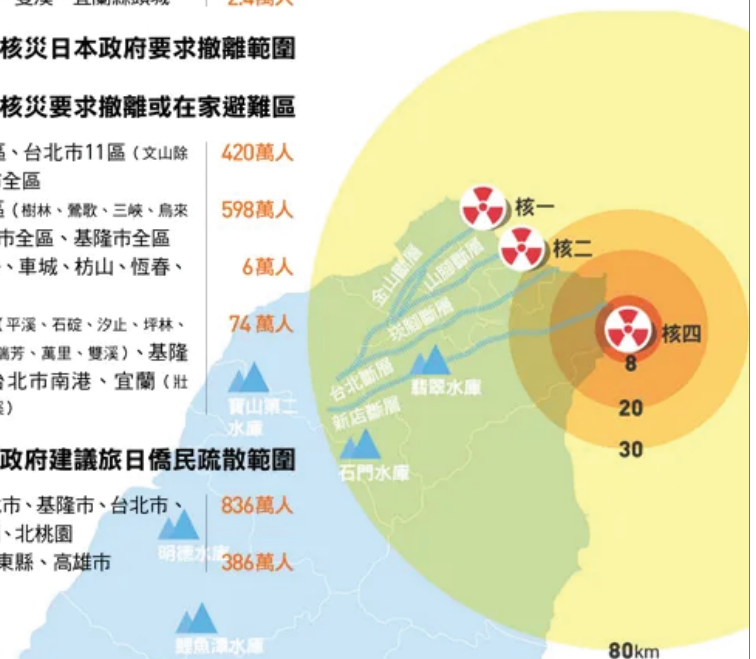 雙溪、宜蘭縣頭城
2.4萬人
核災日本政府要求撤離範圍
核災要求撤離或在家避難區
、台北市11區（文山除
420萬人
全區
（樹林、鶯歌、三峽、烏來
598萬人
市全區、基隆市全區
、車城、枋山、恆春、
6萬人
（平溪、石碇、汐止、坪林、
74萬人
瑞芳、萬里、雙溪）、基隆
台北市南港、宜蘭（壯
）
政府建議旅日僑民疏散範圍
市、基隆市、台北市、
836萬人
、北桃園
東縣、高雄市
386萬人
核一
核二
核四
金山斷層
山腳斷層
崁腳斷層
台北斷層
新店斷層
翡翠水庫
寶山第二
水庫
石門水庫
明德水庫
鯉魚潭水庫
8
20
30
80km